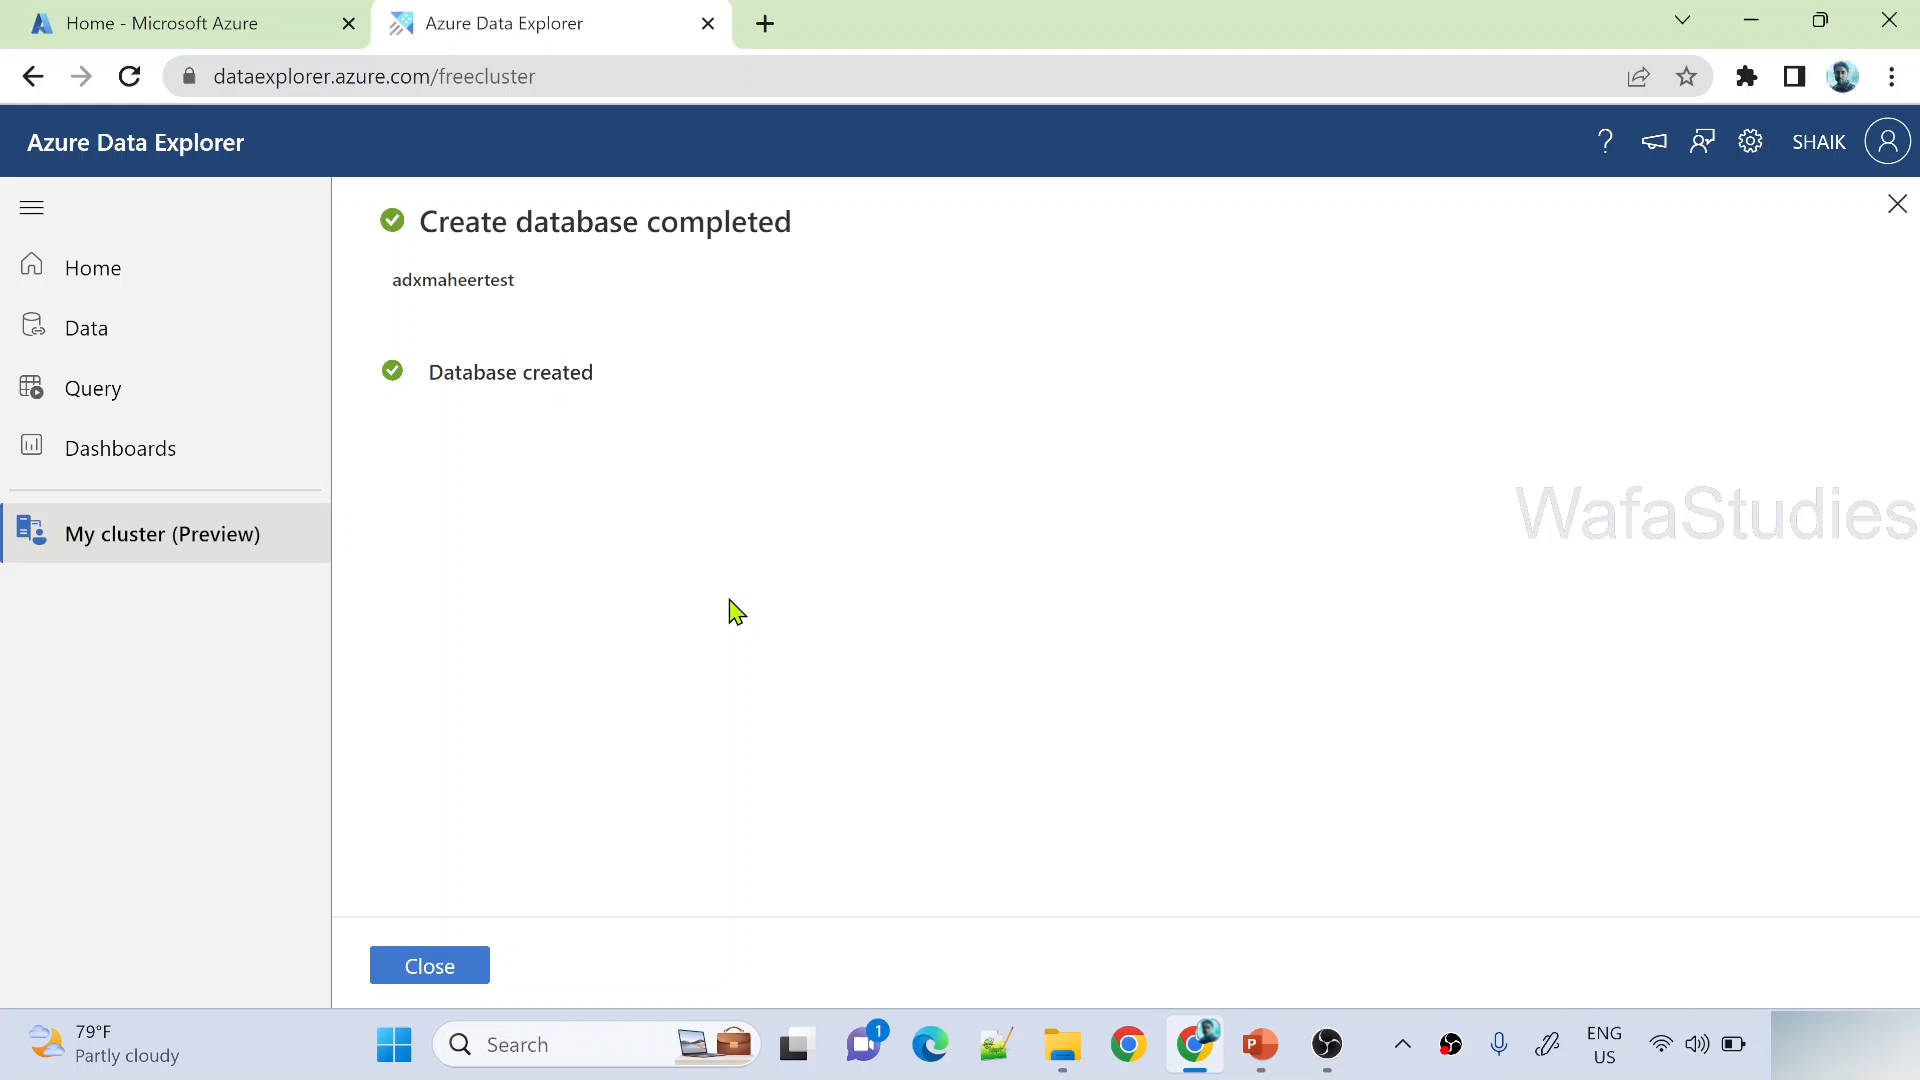 Home - Microsoft Azure
Azure Data Explorer
dataexplorer.azure.com/freecluster
Azure Data Explorer
SHAIK
Home
Data
Query
Dashboards
My cluster (Preview)
Create database completed
adxmaheertest
Database created
WafaStudies
Close
79°F
Partly cloudy
Search
1
P
ENG
US